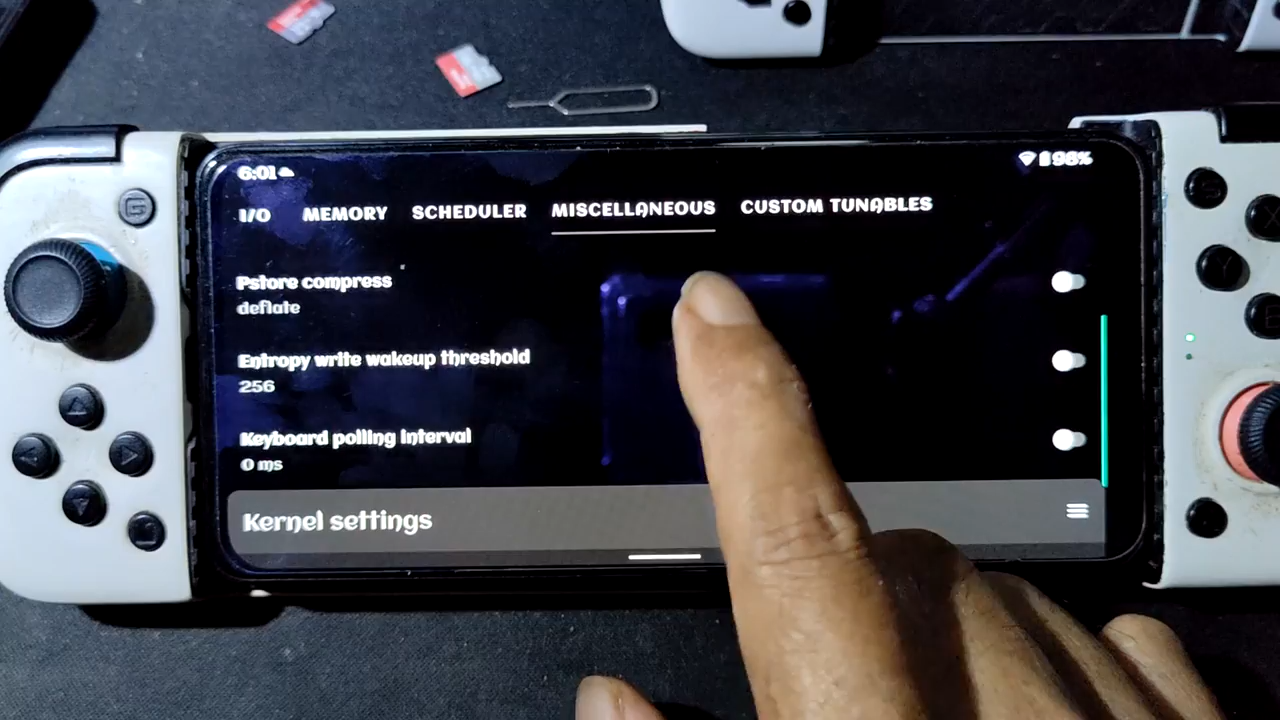 6:01
98%
I/O MEMORY SCHEDULER MISCELLANEOUS CUSTOM TUNABLES
Pstore compress
deflate
Entropy write wakeup threshold
256
Keyboard polling interval
0 ms
Kernel settings